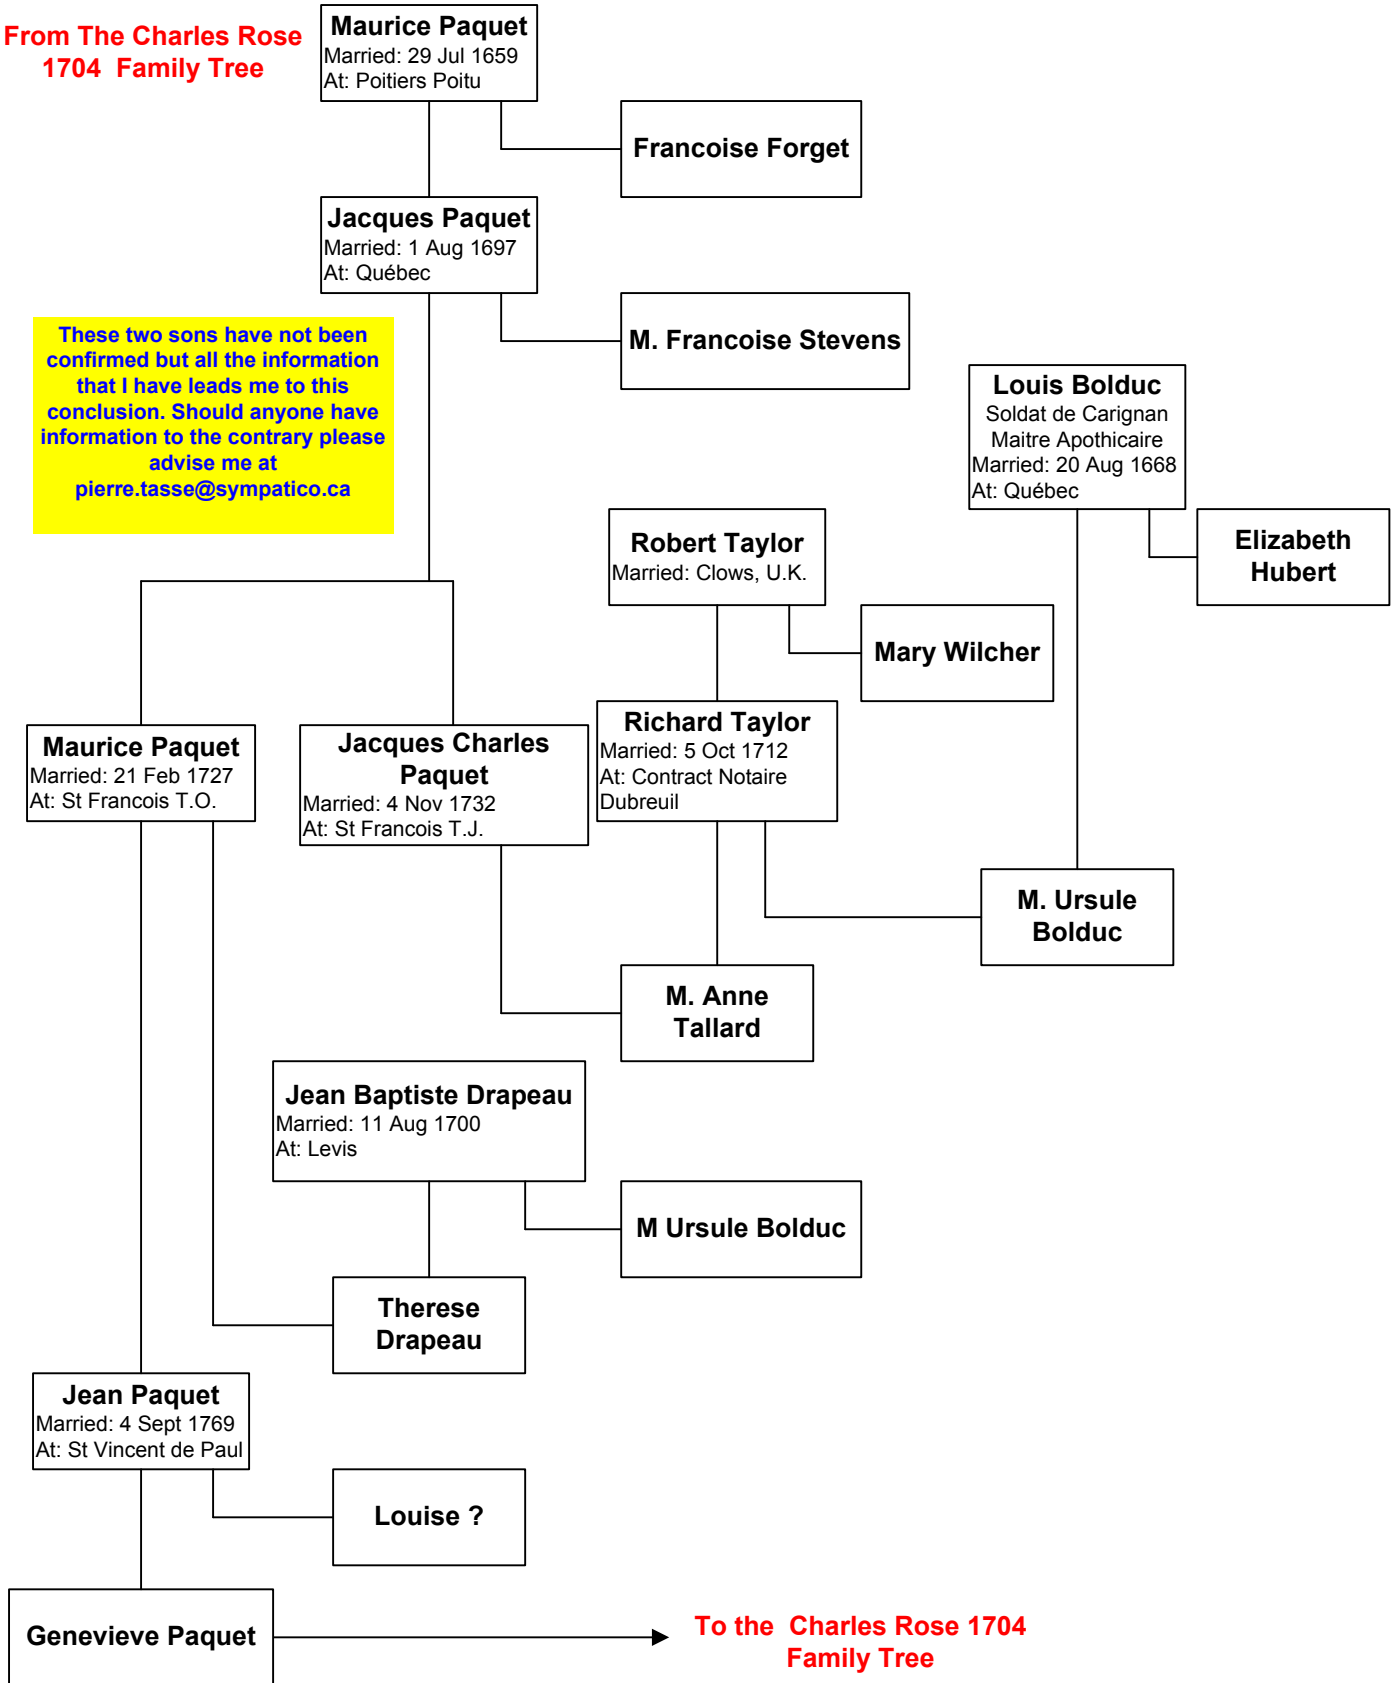 From The Charles Rose
1704 Family Tree
Maurice Paquet
Married: 29 Jul 1659
At: Poitiers Poitu
Francoise Forget
Jacques Paquet
Married: 1 Aug 1697
At: Québec
M. Francoise Stevens
These two sons have not been
confirmed but all the information
that I have leads me to this
conclusion. Should anyone have
information to the contrary please
advise me at
pierre.tasse@sympatico.ca
Louis Bolduc
Soldat de Carignan
Maitre Apothicaire
Married: 20 Aug 1668
At: Québec
Elizabeth
Hubert
Robert Taylor
Married: Clows, U.K.
Mary Wilcher
Maurice Paquet
Married: 21 Feb 1727
At: St Francois T.O.
Jacques Charles
Paquet
Married: 4 Nov 1732
At: St Francois T.J.
Richard Taylor
Married: 5 Oct 1712
At: Contract Notaire
Dubreuil
M. Ursule
Bolduc
M. Anne
Tallard
Jean Baptiste Drapeau
Married: 11 Aug 1700
At: Levis
M Ursule Bolduc
Therese
Drapeau
Jean Paquet
Married: 4 Sept 1769
At: St Vincent de Paul
Louise ?
Genevieve Paquet
To the Charles Rose 1704
Family Tree